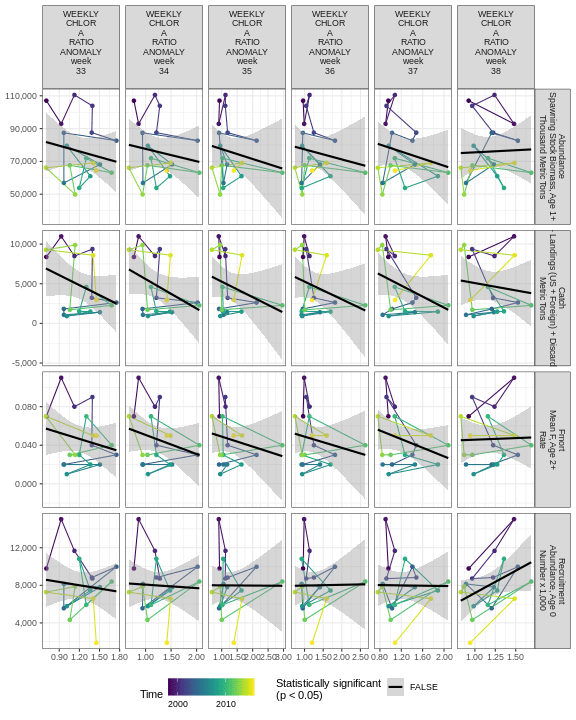 WEEKLY
CHLOR
A
RATIO
ANOMALY
week
33
WEEKLY
CHLOR
A
RATIO
ANOMALY
week
34
WEEKLY
CHLOR
A
RATIO
ANOMALY
week
35
WEEKLY
CHLOR
A
RATIO
ANOMALY
week
36
WEEKLY
CHLOR
A
RATIO
ANOMALY
week
37
WEEKLY
CHLOR
A
RATIO
ANOMALY
week
38
110,000
90,000
70,000
50,000
Abundance
Spawning Stock Biomass, Age 1+
Thousand Metric Tons
10,000
5,000
0
-5,000
Catch
Landings (US + Foreign) + Discard
Metric Tons
0.080
0.040
0.000
Fmort
Mean F, Age 2+
Rate
12,000
8,000
4,000
Recruitment
Abundance, Age 0
Number x 1,000
0.90 1.20 1.50 1.80
1.00 1.50 2.00
1.00 1.50 2.00 2.50 3.00
1.00 1.50 2.00 2.50
0.80 1.20 1.60 2.00
1.00 1.25 1.50
Time
2000 2010
Statistically significant
(p < 0.05)
FALSE